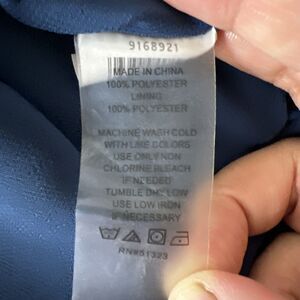 9168921
MADE IN CHINA
100% POLYESTER
LINING
100% POLYESTER
MACHINE WASH COLD
WITH LIKE COLORS
USE ONLY NON
CHLORINE BLEACH
IF NEEDED
TUMBLE DRY LOW
USE LOW IRON
IF NECESSARY
RN#51323